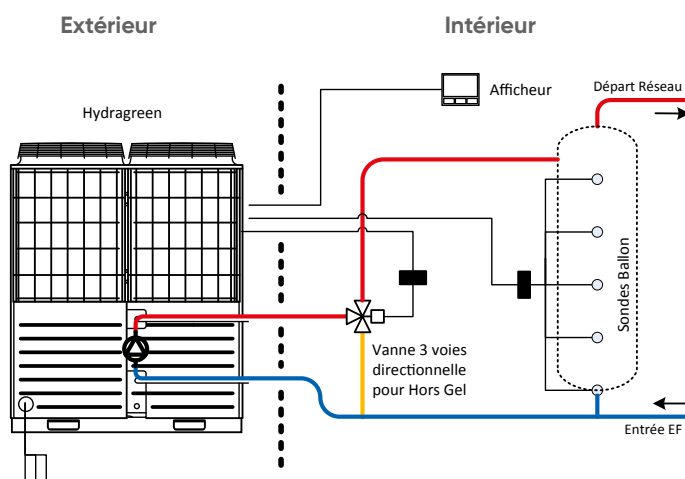 Extérieur
Intérieur
Hydragreen
Afficheur
Départ Réseau
Sondes Ballon
Vanne 3 voies
directionnelle
pour Hors Gel
Entrée EF